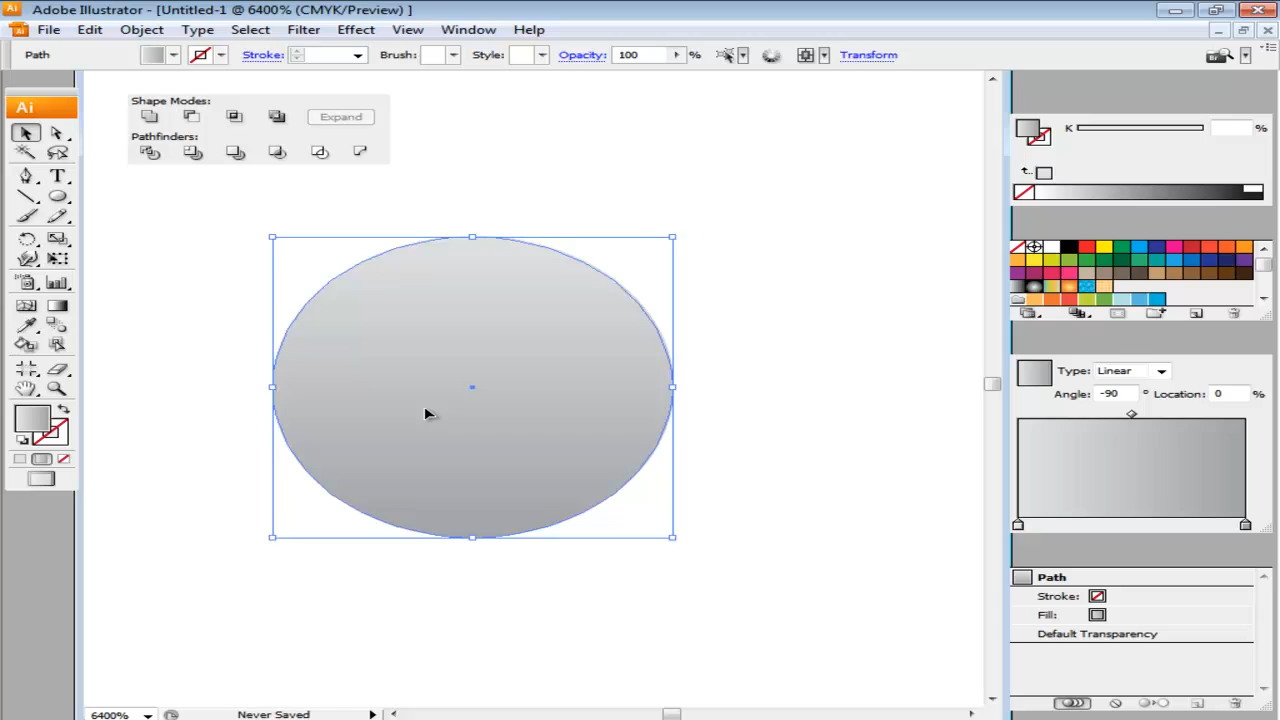 Ai Adobe Illustrator - [Untitled-1 @ 6400% (CMYK/Preview) ]
Ai File Edit Object Type Select Filter Effect View Window Help
Path Stroke: Brush: Style: Opacity: 100 % Transform
Shape Modes:
Expand
Pathfinders:
Ai
T
K %
Type: Linear
Angle: -90 ° Location: 0 %
Path
Stroke:
Fill:
Default Transparency
6400% Never Saved